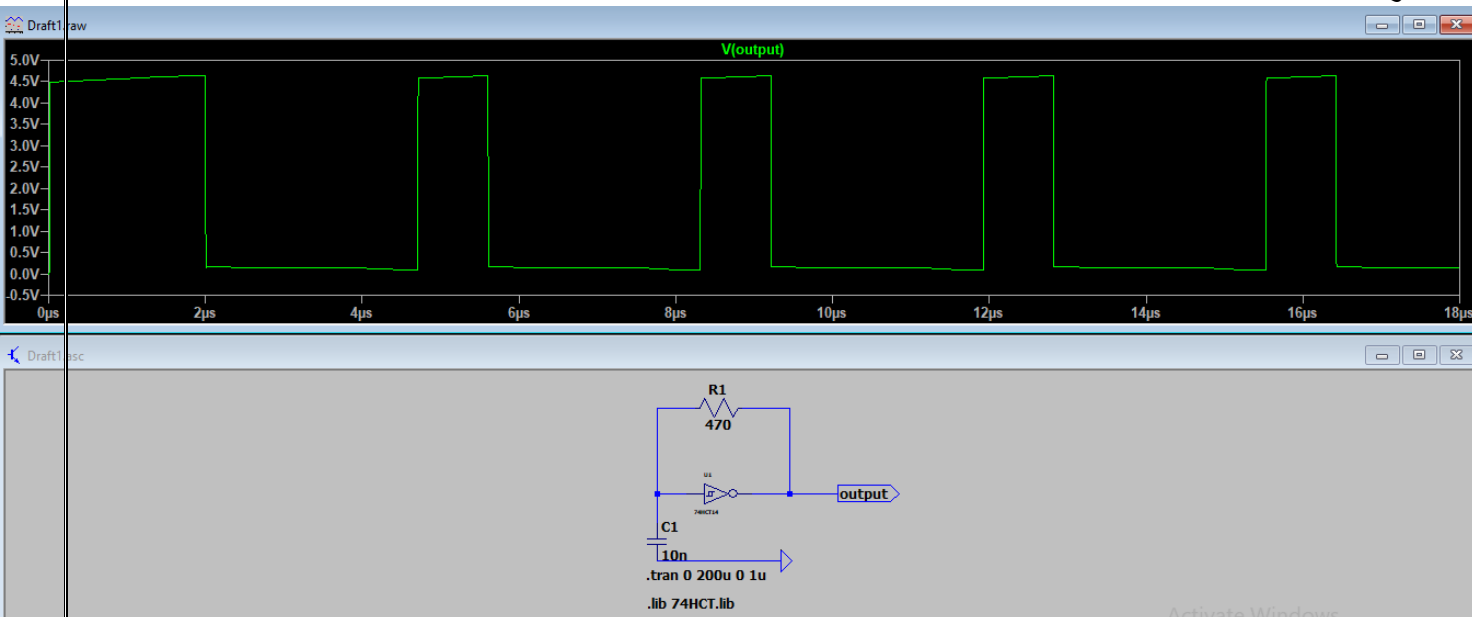 Draft1.raw
V(output)
5.0V
4.5V
4.0V
3.5V
3.0V
2.5V
2.0V
1.5V
1.0V
0.5V
0.0V
-0.5V
0µs 2µs 4µs 6µs 8µs 10µs 12µs 14µs 16µs 18µs
Draft1.asc
R1
470
U1
output
74HCT14
C1
10n
.tran 0 200u 0 1u
.lib 74HCT.lib
Activate Windows